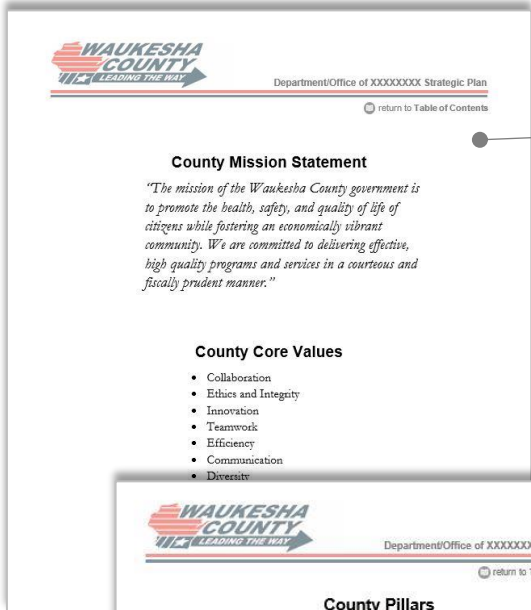 WAUKESHA
COUNTY
LEADING THE WAY
Department/Office of XXXXXXXX Strategic Plan
return to Table of Contents
County Mission Statement
“The mission of the Waukesha County government is
to promote the health, safety, and quality of life of
citizens while fostering an economically vibrant
community. We are committed to delivering effective,
high quality programs and services in a courteous and
fiscally prudent manner.”
County Core Values
• Collaboration
• Ethics and Integrity
• Innovation
• Teamwork
• Efficiency
• Communication
• Diversity
WAUKESHA
COUNTY
LEADING THE WAY
Department/Office of XXXXXXX
return to
County Pillars